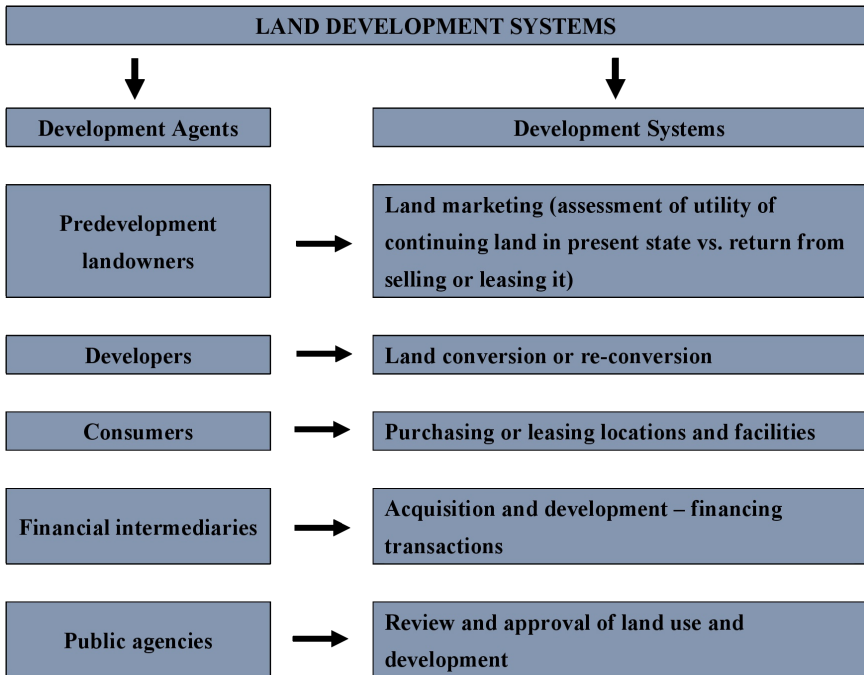 LAND DEVELOPMENT SYSTEMS
Development Agents
Development Systems
Predevelopment
landowners
Land marketing (assessment of utility of
continuing land in present state vs. return from
selling or leasing it)
Developers
Land conversion or re-conversion
Consumers
Purchasing or leasing locations and facilities
Financial intermediaries
Acquisition and development – financing
transactions
Public agencies
Review and approval of land use and
development